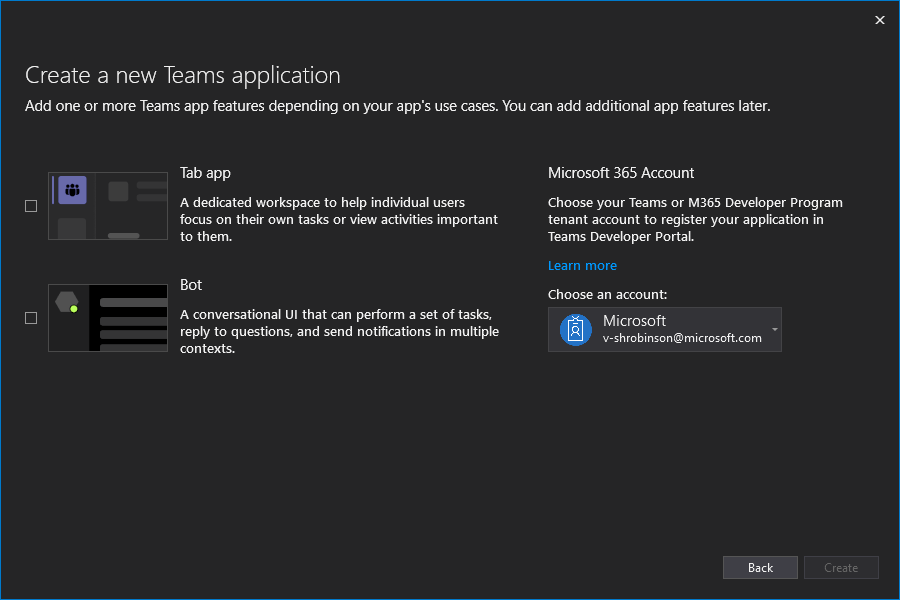 Create a new Teams application
Add one or more Teams app features depending on your app's use cases. You can add additional app features later.
Tab app
A dedicated workspace to help individual users
focus on their own tasks or view activities important
to them.
Bot
A conversational UI that can perform a set of tasks,
reply to questions, and send notifications in multiple
contexts.
Microsoft 365 Account
Choose your Teams or M365 Developer Program
tenant account to register your application in
Teams Developer Portal.
Learn more
Choose an account:
Microsoft
v-shrobinson@microsoft.com
Back
Create